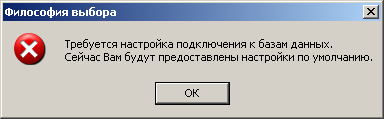 Философия выбора
Требуется настройка подключения к базам данных.
Сейчас Вам будут предоставлены настройки по умолчанию.
OK